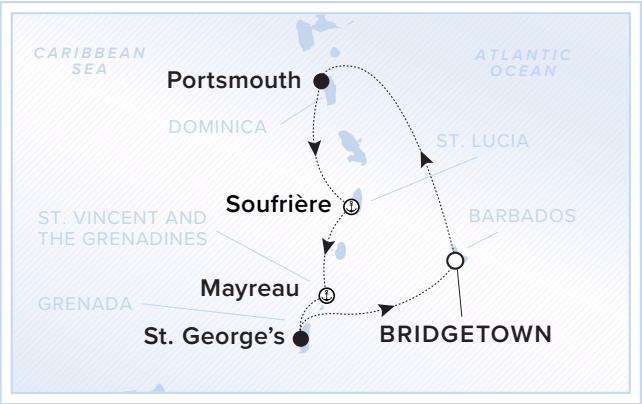 CARIBBEAN
SEA
ATLANTIC
OCEAN
Portsmouth
DOMINICA
ST. LUCIA
Soufrière
ST. VINCENT AND
THE GRENADINES
BARBADOS
Mayreau
GRENADA
St. George’s
BRIDGETOWN